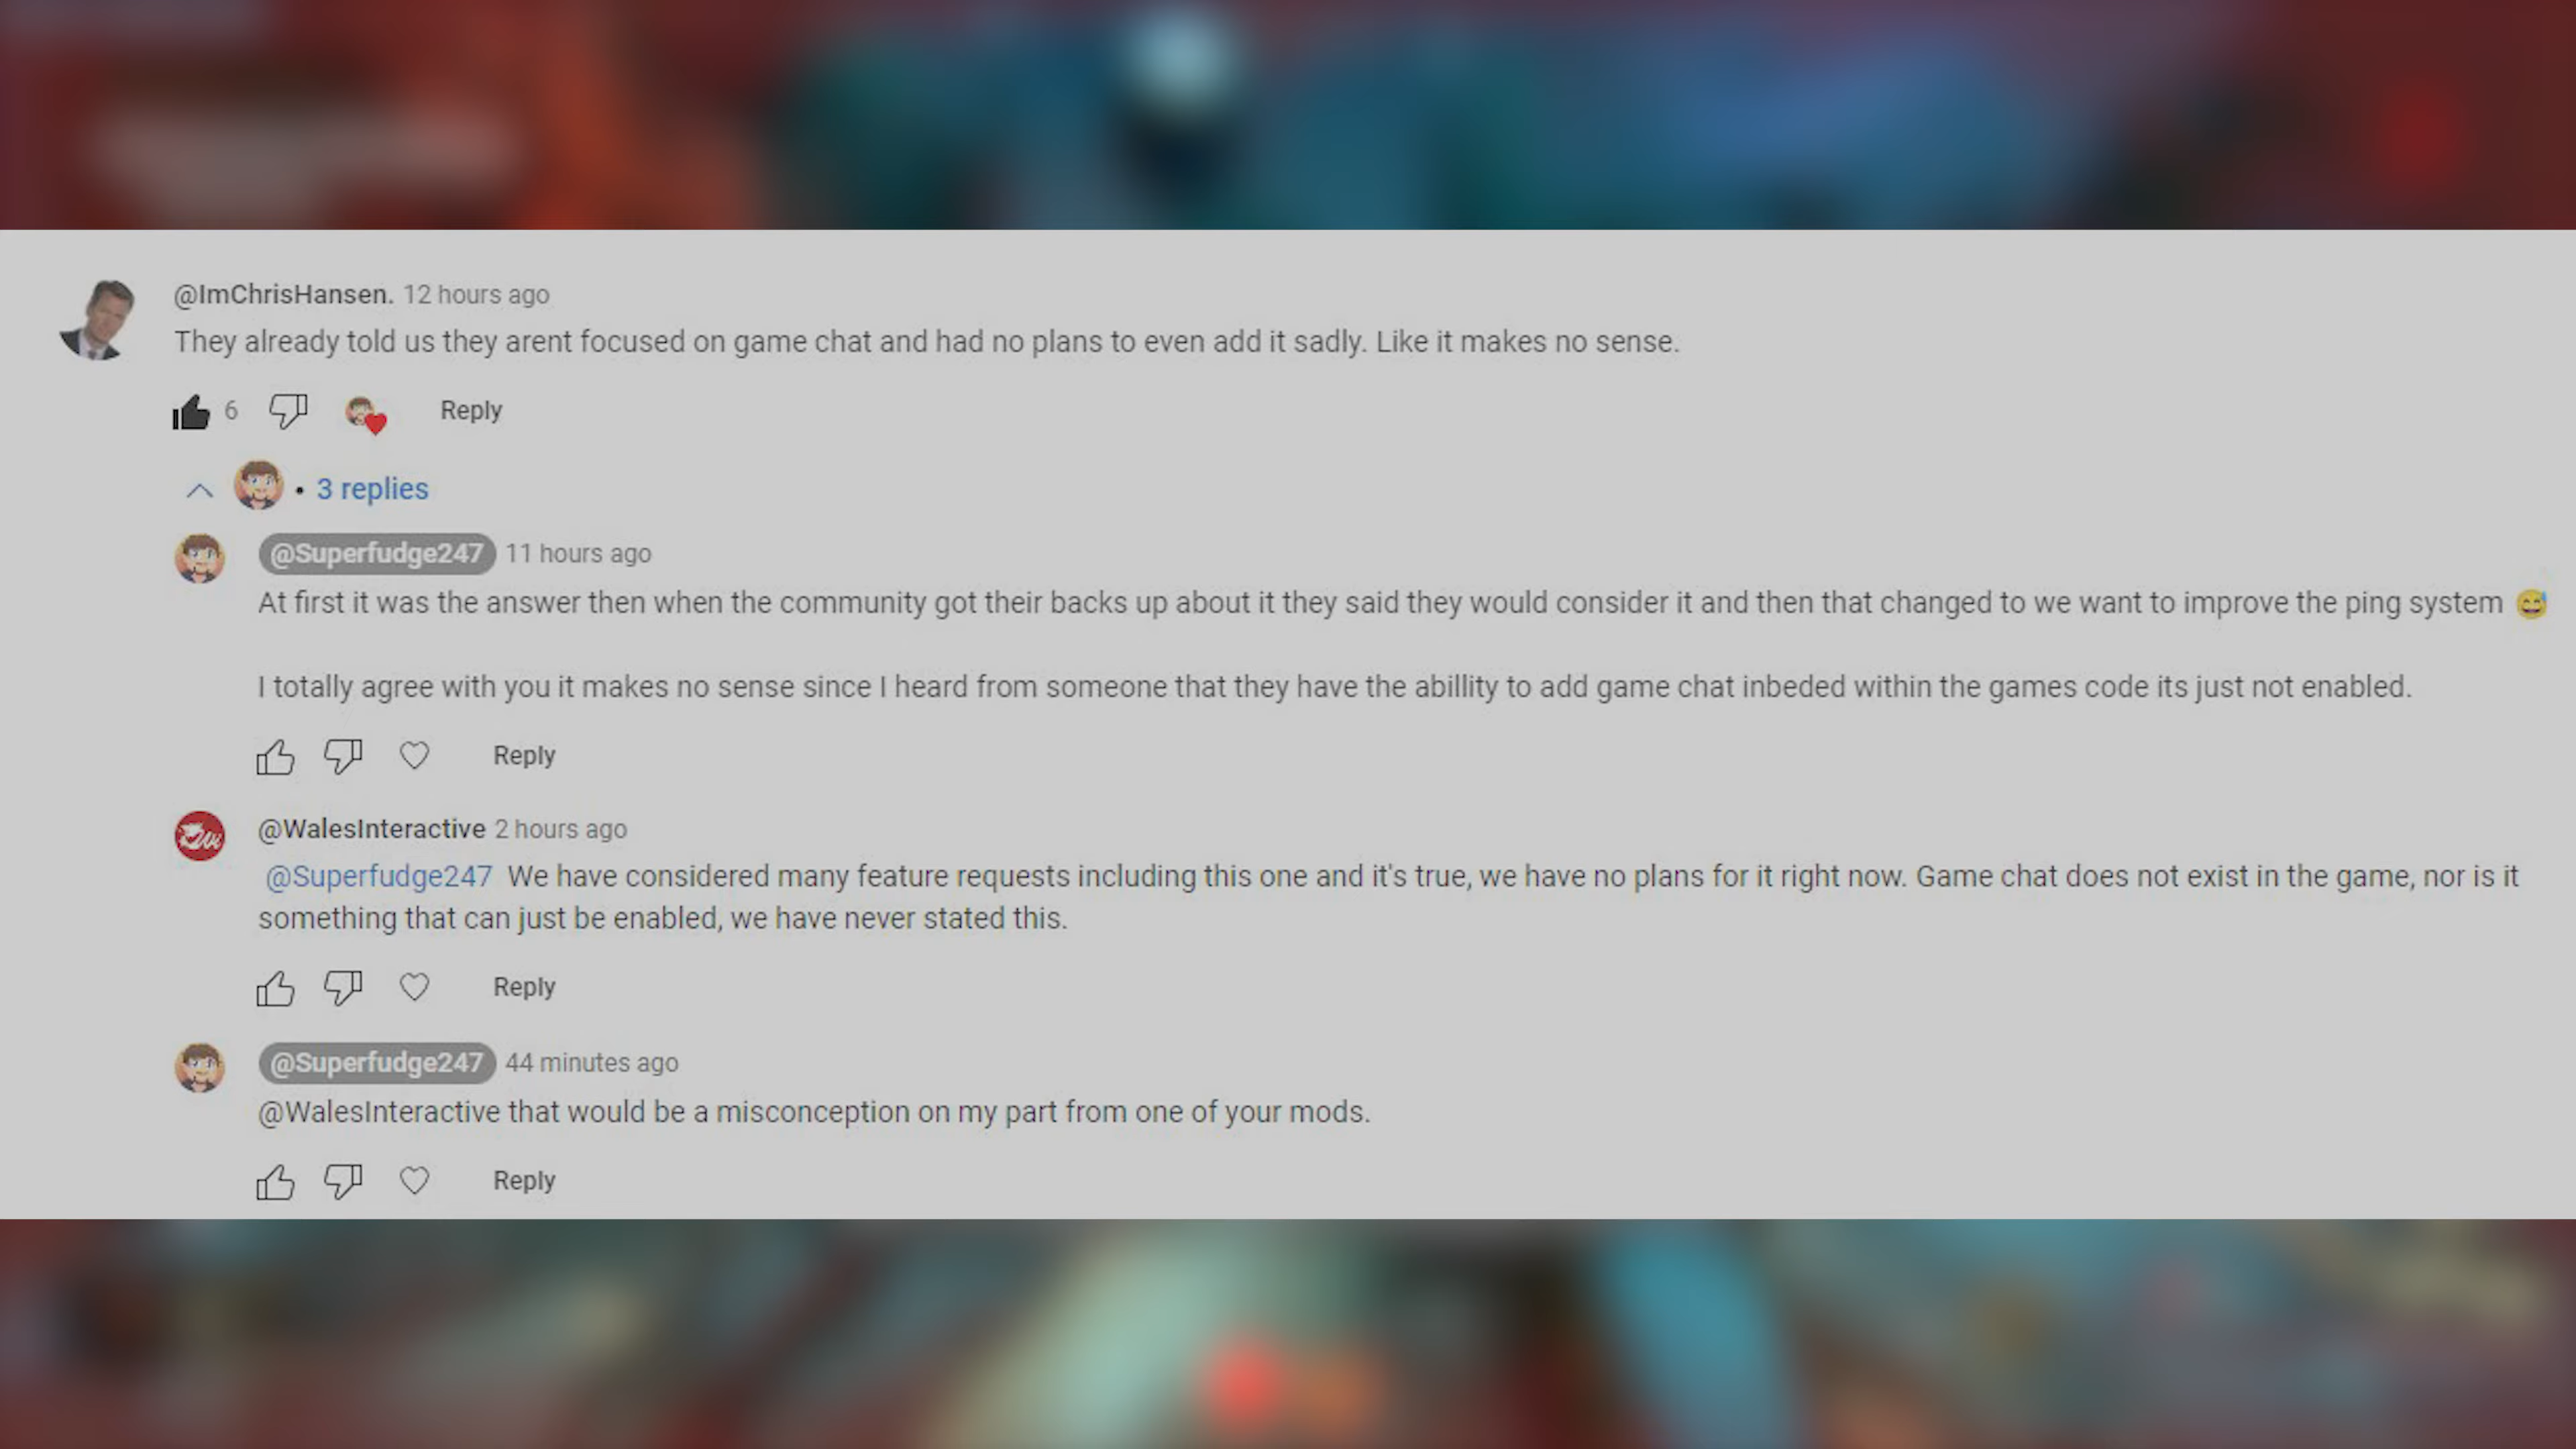 @ImChrisHansen. 12 hours ago
They already told us they arent focused on game chat and had no plans to even add it sadly. Like it makes no sense.
6 Reply
• 3 replies
@Superfudge247 11 hours ago
At first it was the answer then when the community got their backs up about it they said they would consider it and then that changed to we want to improve the ping system 😅
I totally agree with you it makes no sense since I heard from someone that they have the abillity to add game chat inbeded within the games code its just not enabled.
Reply
@WalesInteractive 2 hours ago
@Superfudge247 We have considered many feature requests including this one and it's true, we have no plans for it right now. Game chat does not exist in the game, nor is it
something that can just be enabled, we have never stated this.
Reply
@Superfudge247 44 minutes ago
@WalesInteractive that would be a misconception on my part from one of your mods.
Reply